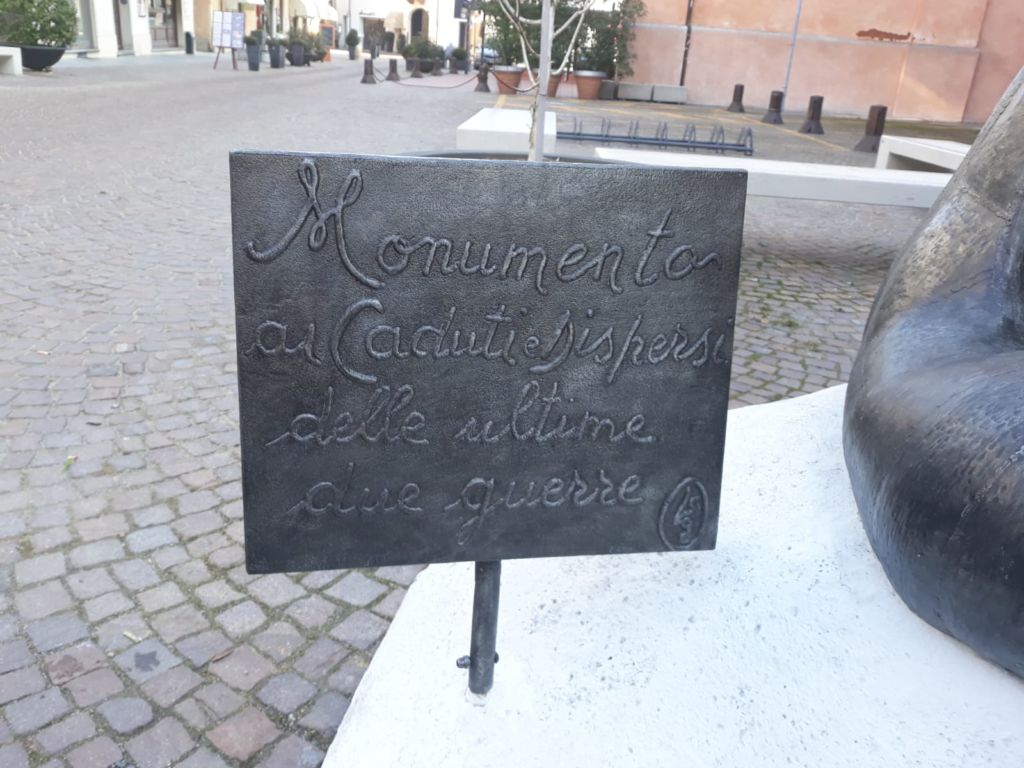 Monumento
ai Caduti e Dispersi
delle ultime
due guerre